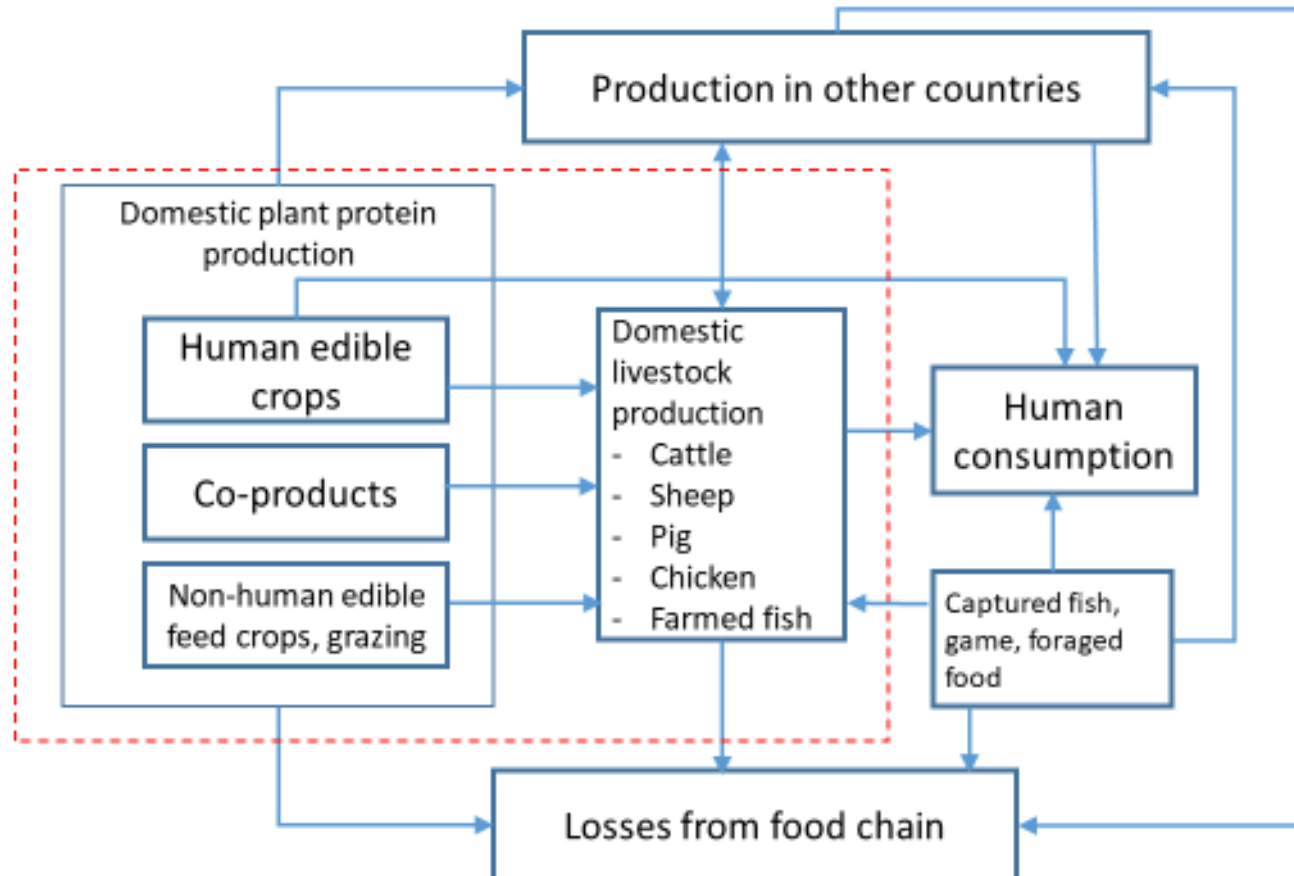 Production in other countries
Domestic plant protein
production
Human edible
crops
Co-products
Non-human edible
feed crops, grazing
Domestic
livestock
production
- Cattle
- Sheep
- Pig
- Chicken
- Farmed fish
Human
consumption
Captured fish,
game, foraged
food
Losses from food chain